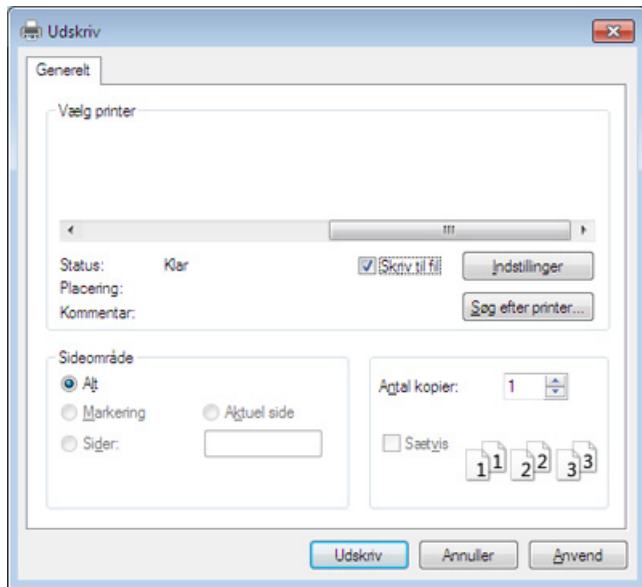 Udskriv
Generelt
Vælg printer
Status: Klar
Skriv til fil
Indstillinger
Placering:
Kommentar:
Søg efter printer...
Sideområde
Alt
Markering
Aktuel side
Sider:
Antal kopier: 1
Sætvis
1 1 2 2 3 3
Udskriv
Annuller
Anvend